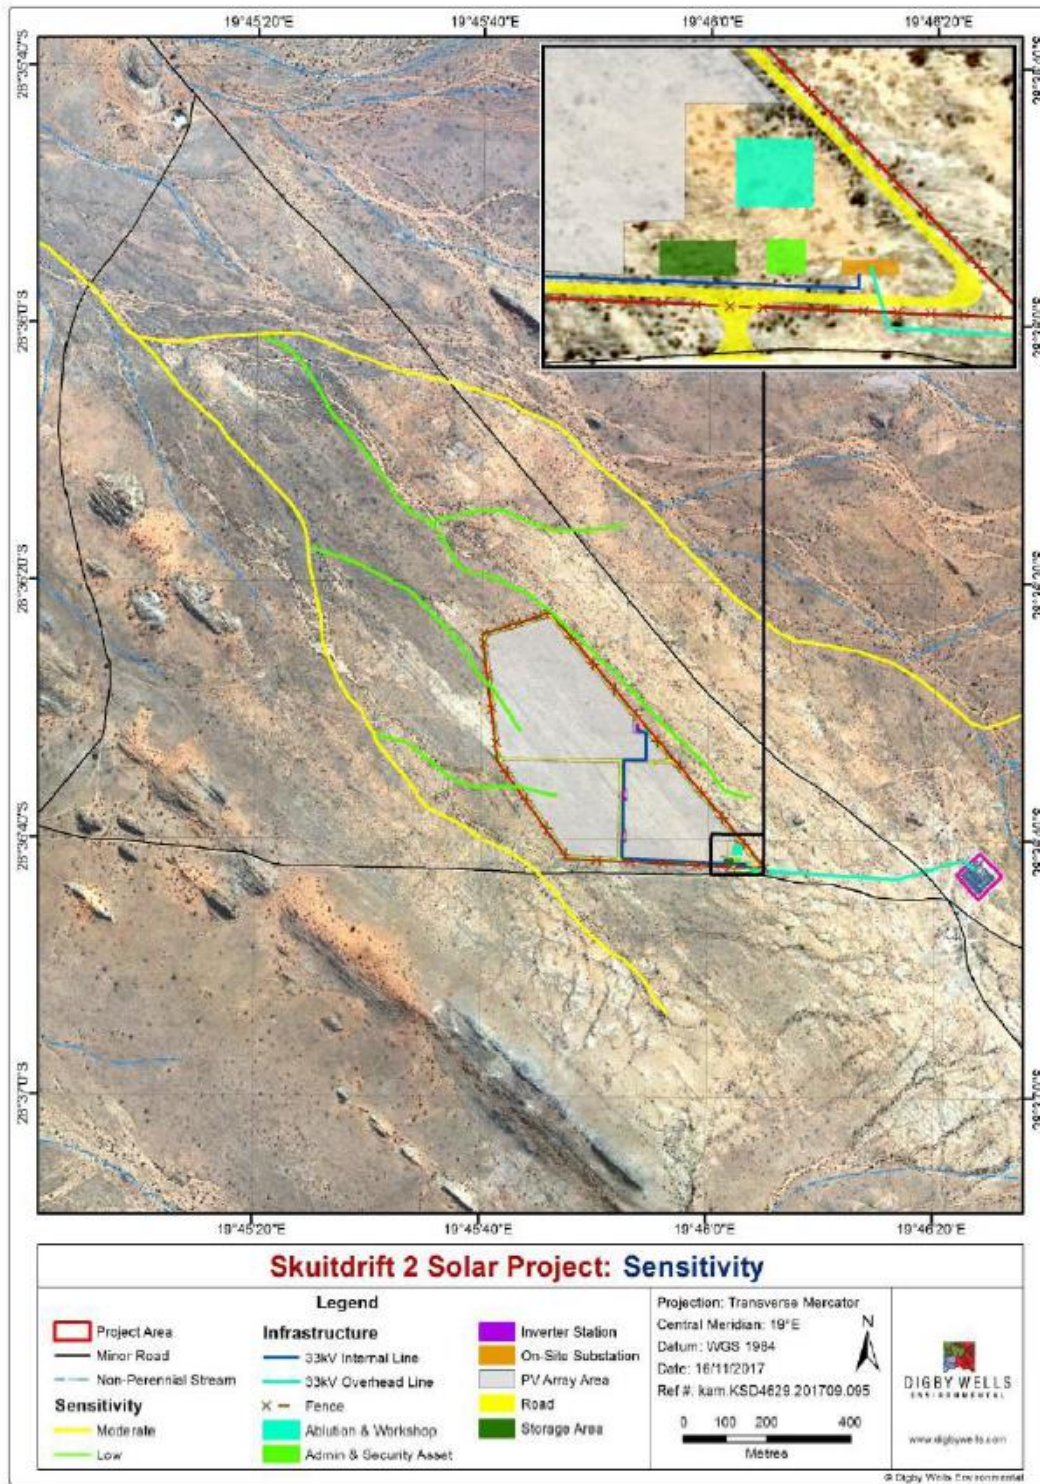 19°45'20"E 19°45'40"E 19°46'0"E 19°46'20"E
28°35'40"S
28°36'0"S
28°36'20"S
28°36'40"S
28°37'0"S
19°45'20"E 19°45'40"E 19°46'0"E 19°46'20"E
Skuitdrift 2 Solar Project: Sensitivity
Legend
Project Area
Minor Road
Non-Perennial Stream
Sensitivity
Moderate
Low
Infrastructure
33kV Internal Line
33kV Overhead Line
Fence
Ablution & Workshop
Admin & Security Asset
Inverter Station
On-Site Substation
PV Array Area
Road
Storage Area
Projection: Transverse Mercator
Central Meridian: 19°E
Datum: WGS 1984
Date: 16/11/2017
Ref #: kam.KSD4629.201709.095
N
0 100 200 400
Metres
DIGBY WELLS
ENVIRONMENTAL
www.digbywells.com
© Digby Wells Environmental